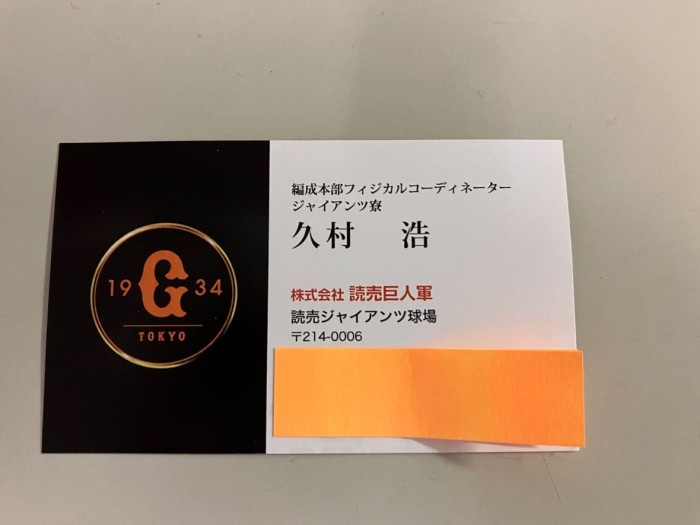 19 G 34
TOKYO
編成本部フィジカルコーディネーター
ジャイアンツ寮
久村 浩
株式会社 読売巨人軍
読売ジャイアンツ球場
〒214-0006